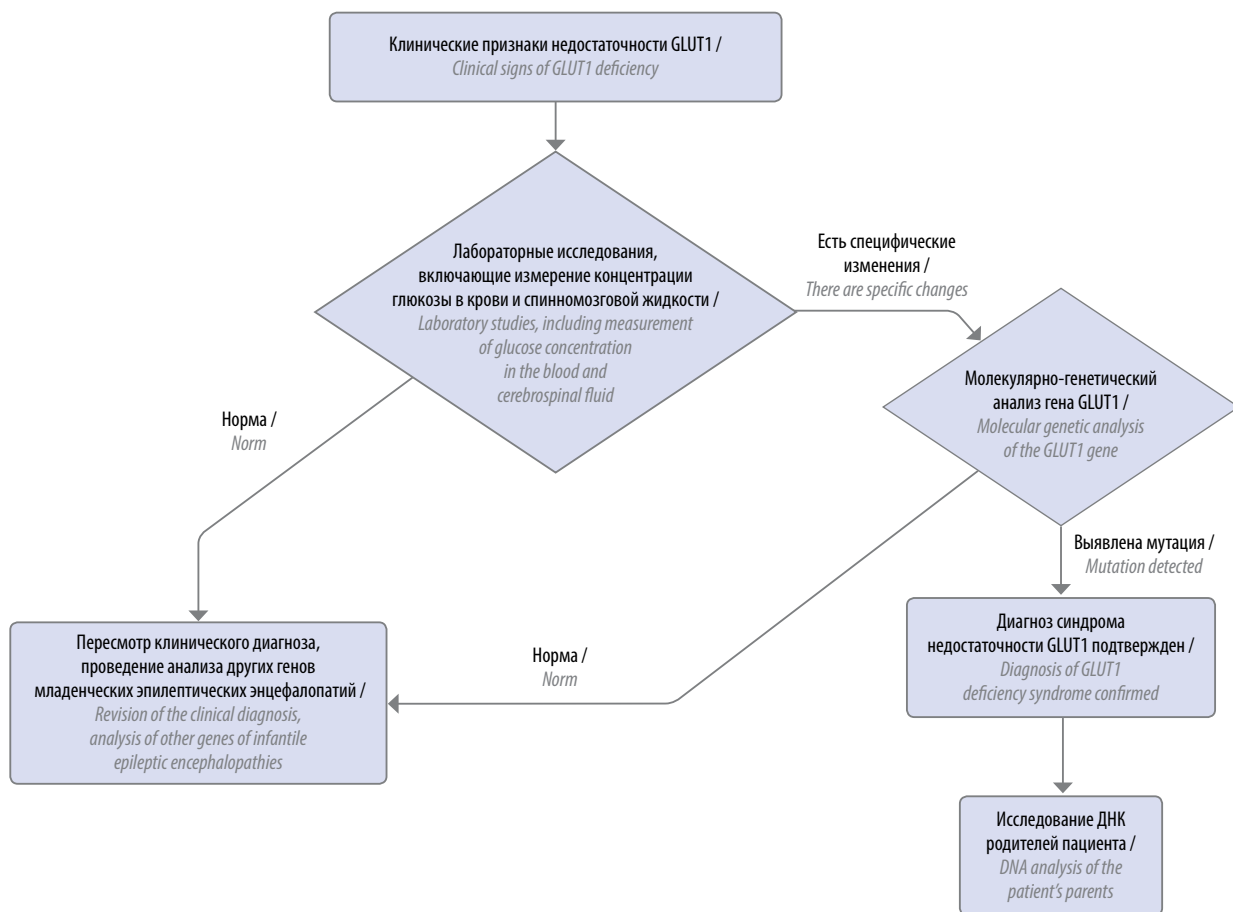 Клинические признаки недостаточности GLUT1 /
Clinical signs of GLUT1 deficiency
Лабораторные исследования,
включающие измерение концентрации
глюкозы в крови и спинномозговой жидкости /
Laboratory studies, including measurement
of glucose concentration
in the blood and
cerebrospinal fluid
Есть специфические
изменения /
There are specific changes
Молекулярно-генетический
анализ гена GLUT1 /
Molecular genetic analysis
of the GLUT1 gene
Норма /
Norm
Выявлена мутация /
Mutation detected
Пересмотр клинического диагноза,
проведение анализа других генов
младенческих эпилептических энцефалопатий /
Revision of the clinical diagnosis,
analysis of other genes of infantile
epileptic encephalopathies
Норма /
Norm
Диагноз синдрома
недостаточности GLUT1 подтвержден /
Diagnosis of GLUT1
deficiency syndrome confirmed
Исследование ДНК
родителей пациента /
DNA analysis of the
patient's parents